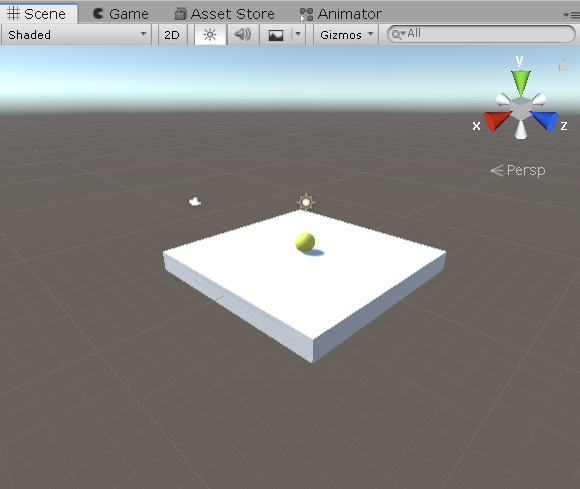 Scene Game Asset Store Animator
Shaded 2D Gizmos All
y
x z
Persp